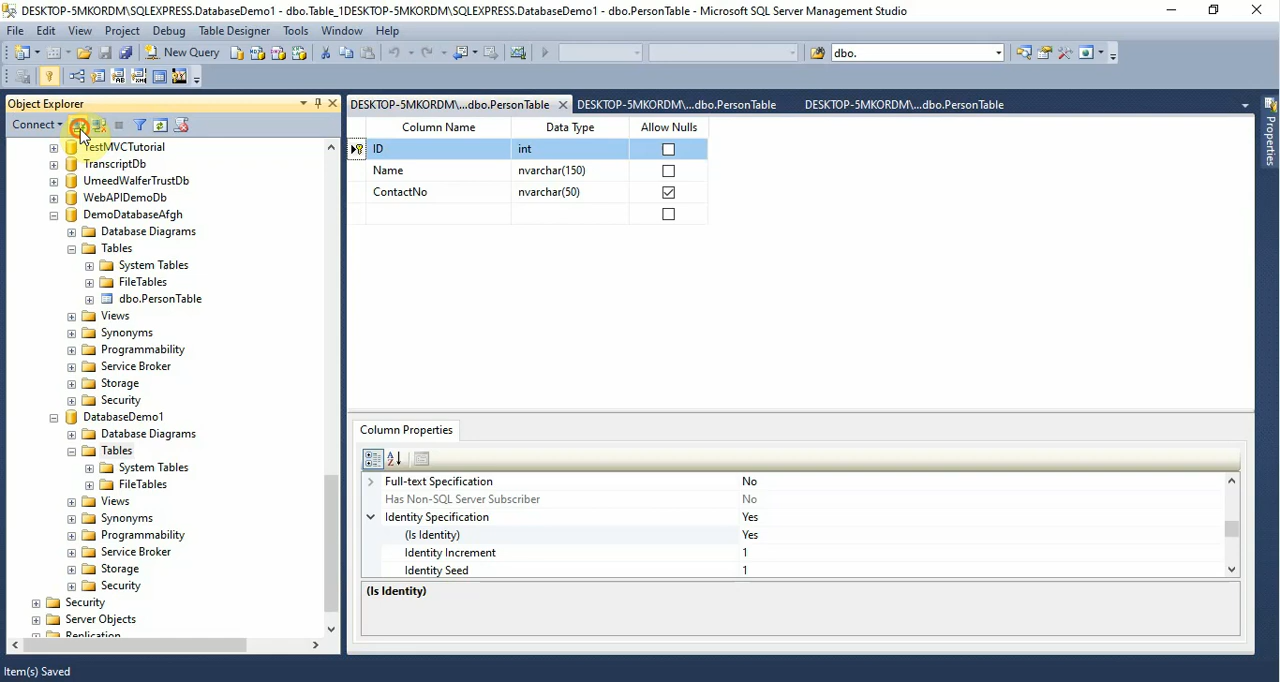 DESKTOP-5MKORDM\SQLEXPRESS.DatabaseDemo1 - dbo.Table_1DESKTOP-5MKORDM\SQLEXPRESS.DatabaseDemo1 - dbo.PersonTable - Microsoft SQL Server Management Studio
File Edit View Project Debug Table Designer Tools Window Help
New Query dbo.
Object Explorer
Connect
TestMVCTutorial
TranscriptDb
UmeedWalferTrustDb
WebAPIDemoDb
DemoDatabaseAfgh
Database Diagrams
Tables
System Tables
FileTables
dbo.PersonTable
Views
Synonyms
Programmability
Service Broker
Storage
Security
DatabaseDemo1
Database Diagrams
Tables
System Tables
FileTables
Views
Synonyms
Programmability
Service Broker
Storage
Security
Security
Server Objects
Replication
DESKTOP-5MKORDM\...dbo.PersonTable DESKTOP-5MKORDM\...dbo.PersonTable DESKTOP-5MKORDM\...dbo.PersonTable
Column Name Data Type Allow Nulls
ID int
Name nvarchar(150)
ContactNo nvarchar(50)
Column Properties
Full-text Specification No
Has Non-SQL Server Subscriber No
Identity Specification Yes
(Is Identity) Yes
Identity Increment 1
Identity Seed 1
(Is Identity)
Properties
Item(s) Saved